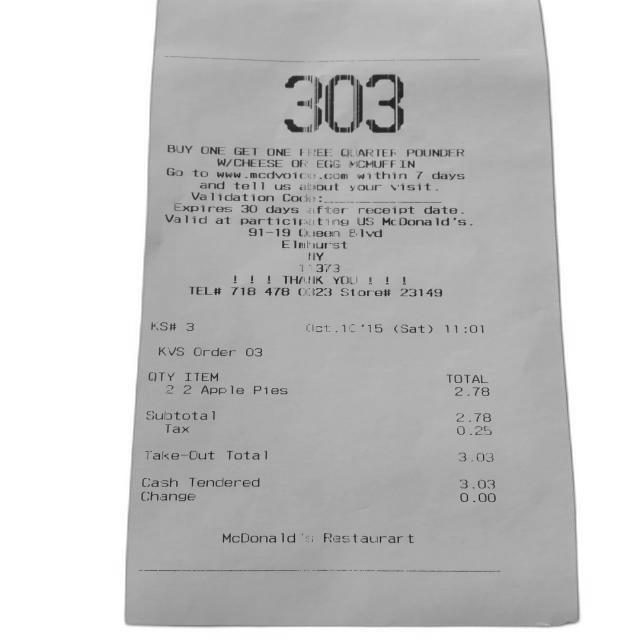 303
BUY ONE GET ONE FREE QUARTER POUNDER
W/CHEESE OR EGG MCMUFFIN
Go to www.mcdvoice.com within 7 days
and tell us about your visit.
Validation Code:_______________
Expires 30 days after receipt date.
Valid at participating US McDonald's.
91-19 Queen Blvd
Elmhurst
NY
11373
! ! ! THANK YOU ! ! !
TEL# 718 478 0323 Store# 23149
KS# 3 Oct.10'15 (Sat) 11:01
KVS Order 03
QTY ITEM TOTAL
2 2 Apple Pies 2.78
Subtotal 2.78
Tax 0.25
Take-Out Total 3.03
Cash Tendered 3.03
Change 0.00
McDonald's Restaurart